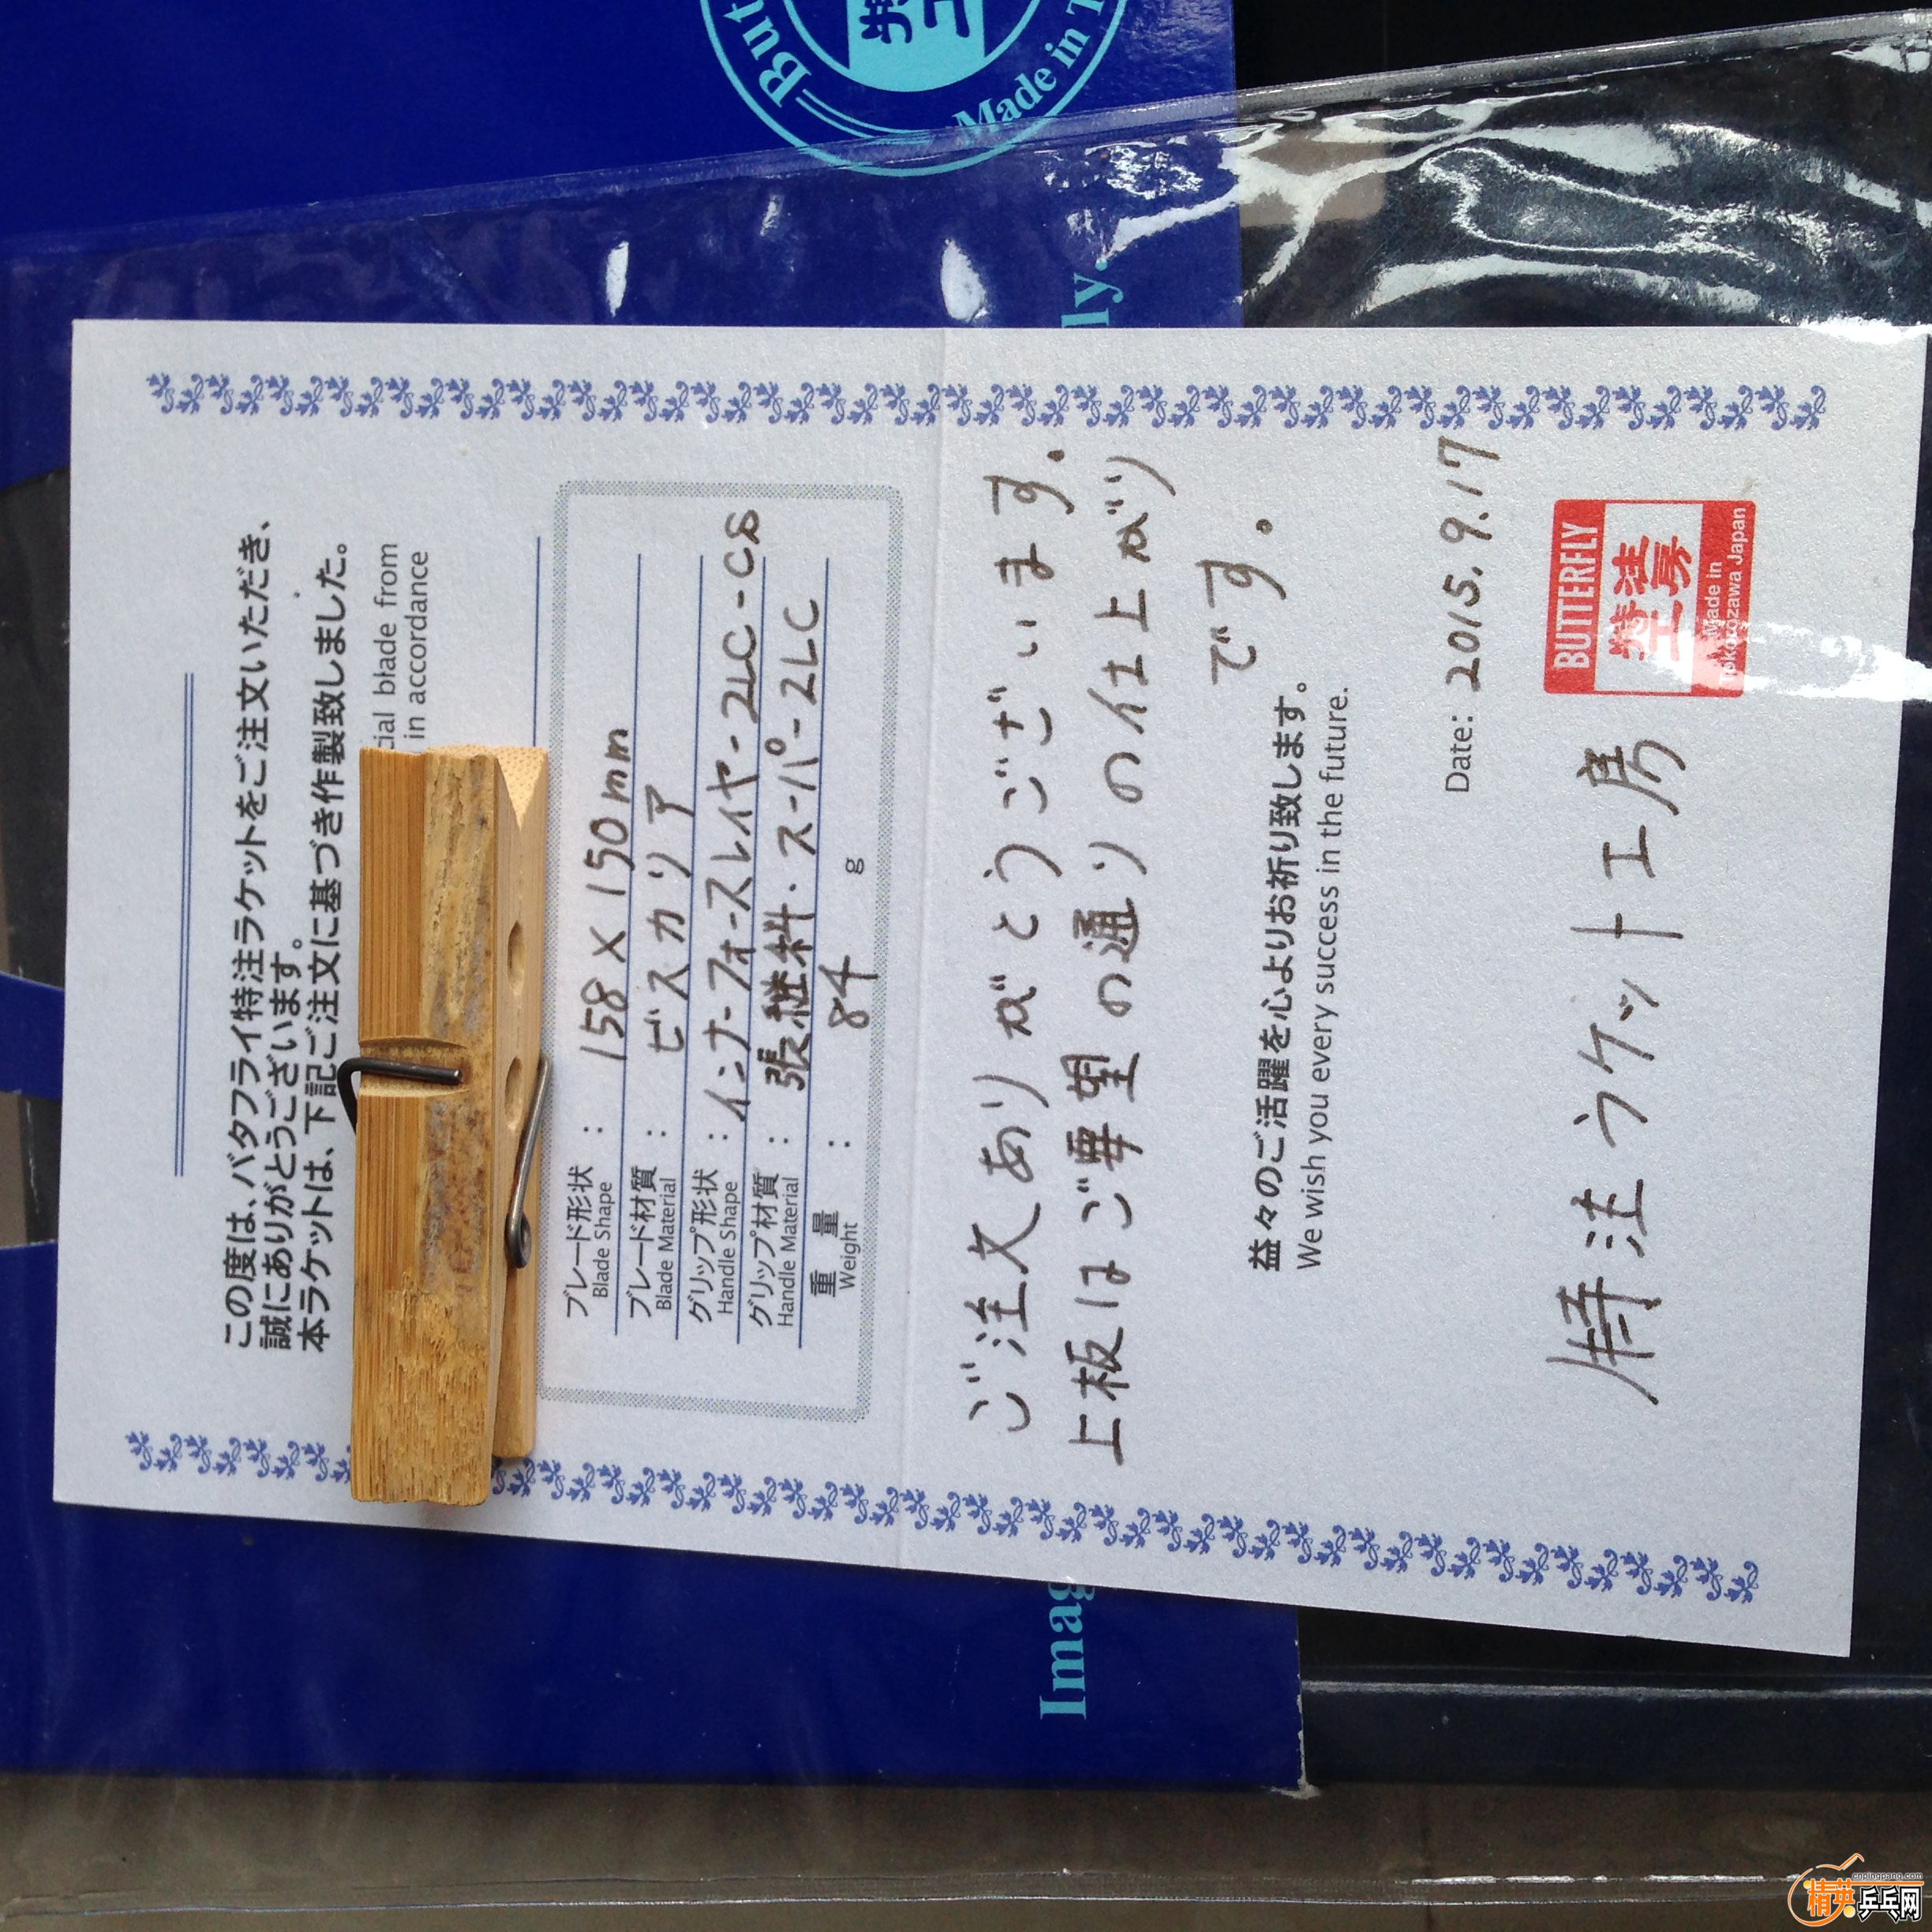 この度は、バタフライ特注ラケットをご注文いただき、
誠にありがとうございます。
本ラケットは、下記ご注文に基づき作製致しました。
cial blade from
in accordance
ブレード形状 : 158×150mm
Blade Shape
ブレード材質 : ビスカリア
Blade Material
グリップ形状 : インナーフォースレイヤー2LC-CS
Handle Shape
グリップ材質 : 張継科・スーパー2LC
Handle Material
重量 : 84 g
Weight
ご注文ありがとうございます。
上板はご要望の通りの仕上がり
です。
益々のご活躍を心よりお祈り致します。
We wish you every success in the future.
Date: 2015.9.17
特注ラケット工房
BUTTERFLY
特注
工房
Made in
Tokorozawa Japan
But
Made in T
Imag
ly.
精英乒乓网
cnpingpang.com